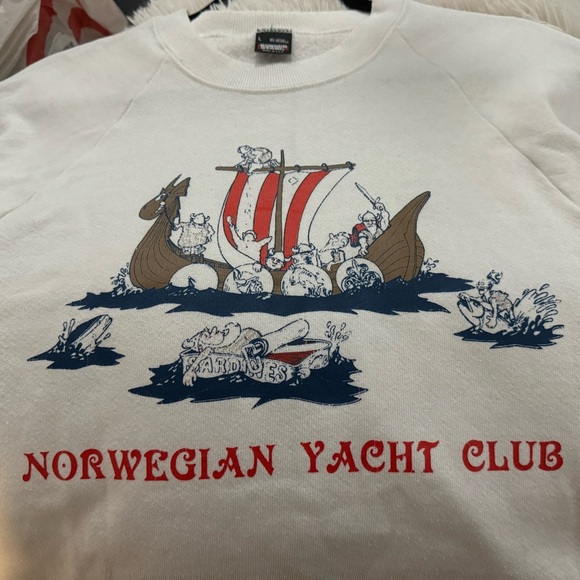 L
SARDINES
NORWEGIAN YACHT CLUB